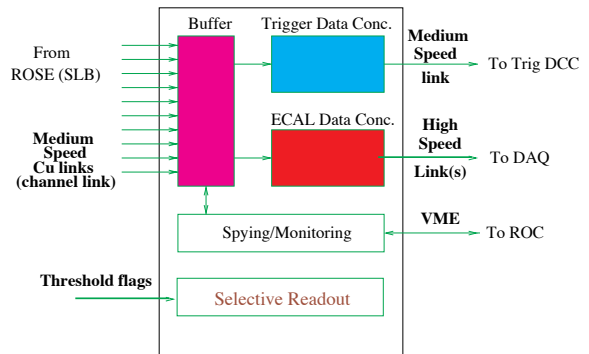 Buffer
Trigger Data Conc.
From
ROSE (SLB)
Medium
Speed
link
To Trig DCC
ECAL Data Conc.
High
Speed
Link(s)
To DAQ
Medium
Speed
Cu links
(channel link)
Spying/Monitoring
VME
To ROC
Threshold flags
Selective Readout